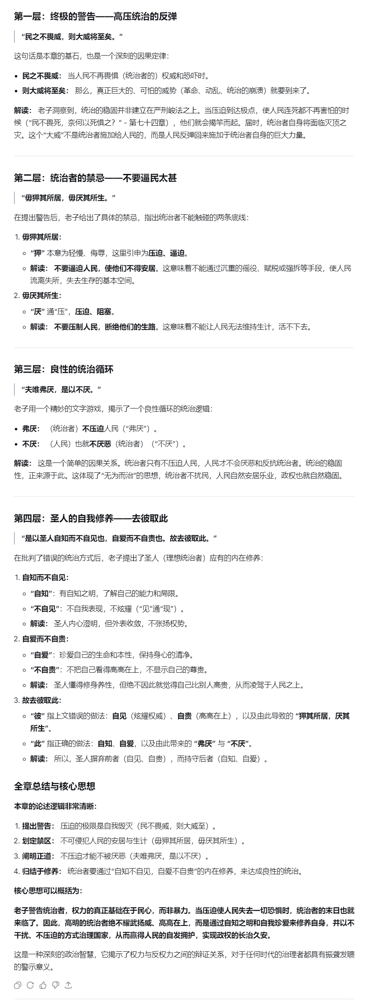 第一层：终极的警告——高压统治的反弹
“民之不畏威，则大威将至矣。”
这句话是本章的基石，也是一个深刻的因果定律：
• 民之不畏威： 当人民不再畏惧（统治者的）权威和恐吓时。
• 则大威将至矣： 那么，真正巨大的、可怕的威势（革命、动乱、统治的崩溃）就要到来了。
解读： 老子洞察到，统治的稳固并非建立在严刑峻法之上。当压迫到达极点，使人民连死都不再害怕的时
候（“民不畏死，奈何以死惧之？” - 第七十四章），他们就会揭竿而起。届时，统治者自身将面临灭顶之
灾。这个“大威”不是统治者施加给人民的，而是人民反弹回来施加于统治者自身的巨大力量。
第二层：统治者的禁忌——不要逼民太甚
“毋狎其所居，毋厌其所生。”
在提出警告后，老子给出了具体的禁忌，指出统治者不能触碰的两条底线：
1. 毋狎其所居：
“狎” 本意为轻慢、侮辱，这里引申为压迫、逼迫。
解读： 不要逼迫人民，使他们不得安居。这意味着不能通过沉重的徭役、赋税或强拆等手段，使人民
流离失所，失去生存的基本空间。
2. 毋厌其所生：
“厌” 通“压”，压迫、阻塞。
解读： 不要压制人民，断绝他们的生路。这意味着不能让人民无法维持生计，活不下去。
第三层：良性的统治循环
“夫唯弗厌，是以不厌。”
老子用一个精妙的文字游戏，揭示了一个良性循环的统治逻辑：
• 弗厌： （统治者）不压迫人民（“弗厌”）。
• 不厌： （人民）也就不厌恶（统治者）（“不厌”）。
解读： 这是一个简单的因果关系。统治者只有不压迫人民，人民才不会厌恶和反抗统治者。统治的稳固
性，正来源于此。这体现了“无为而治”的思想，统治者不扰民，人民自然安居乐业，政权也就自然稳固。
第四层：圣人的自我修养——去彼取此
“是以圣人自知而不自见也，自爱而不自贵也。故去彼取此。”
在批判了错误的统治方式后，老子提出了圣人（理想统治者）应有的内在修养：
1. 自知而不自见：
“自知”：有自知之明，了解自己的能力和局限。
“不自见”：不自我表现，不炫耀（“见”通“现”）。
解读： 圣人内心澄明，但外表收敛，不张扬权势。
2. 自爱而不自贵：
“自爱”：珍爱自己的生命和本性，保持身心的清净。
“不自贵”：不把自己看得高高在上，不显示自己的尊贵。
解读： 圣人懂得修身养性，但绝不因此就觉得自己比别人高贵，从而凌驾于人民之上。
3. 故去彼取此：
“彼” 指上文错误的做法：自见（炫耀权威）、自贵（高高在上），以及由此导致的 “狎其所居，厌其
所生”。
“此” 指正确的做法：自知、自爱，以及由此带来的 “弗厌” 与 “不厌”。
解读： 所以，圣人摒弃前者（自见、自贵），而持守后者（自知、自爱）。
全章总结与核心思想
本章的论述逻辑非常清晰：
1. 提出警告： 压迫的极限是自我毁灭（民不畏威，则大威至）。
2. 划定禁区： 不可侵犯人民的安居与生计（毋狎其所居，毋厌其所生）。
3. 阐明正道： 不压迫才能不被厌恶（夫唯弗厌，是以不厌）。
4. 归结于修养： 统治者要通过“自知不自见，自爱不自贵”的内在修养，来达成良性的统治。
核心思想可以概括为：
老子警告统治者，权力的真正基础在于民心，而非暴力。当压迫使人民失去一切恐惧时，统治者的末日也就
来临了。因此，高明的统治者绝不耀武扬威、高高在上，而是通过自知之明和自我珍爱来修养自身，并以不
干扰、不压迫的方式治理国家，从而赢得人民的自发拥护，实现政权的长治久安。
这是一种深刻的政治智慧，它揭示了权力与反权力之间的辩证关系，对于任何时代的治理者都具有振聋发聩
的警示意义。